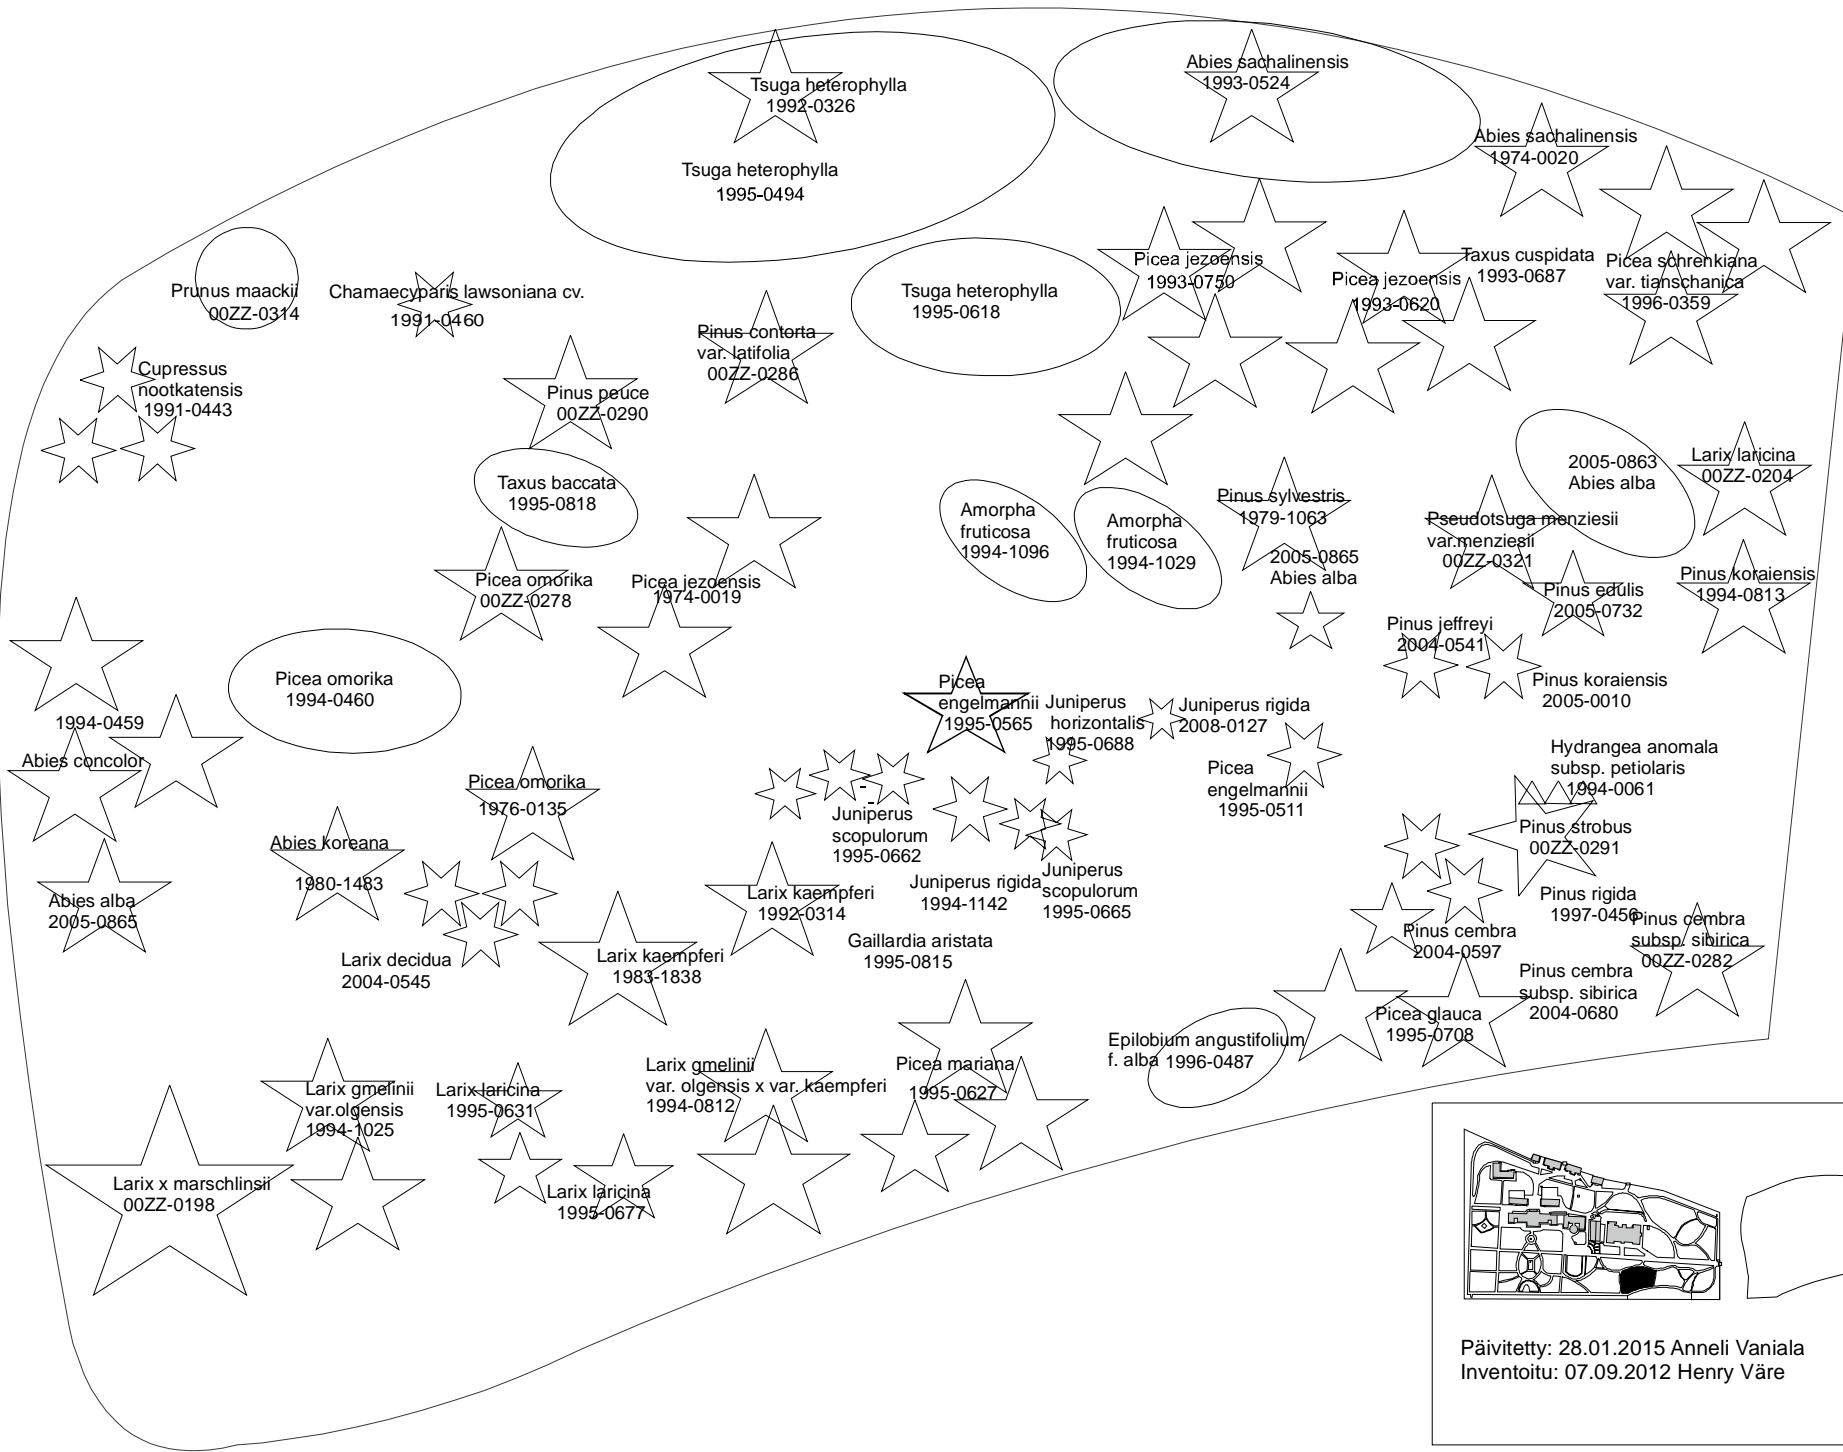 Tsuga heterophylla
1992-0326
Tsuga heterophylla
1995-0494
Abies sachalinensis
1993-0524
Abies sachalinensis
1974-0020
Prunus maackii
00ZZ-0314
Chamaecyparis lawsoniana cv.
1991-0460
Tsuga heterophylla
1995-0618
Picea jezoensis
1993-0750
Picea jezoensis
1993-0620
Taxus cuspidata
1993-0687
Picea schrenkiana
var. tianschanica
1996-0359
Cupressus
nootkatensis
1991-0443
Pinus peuce
00ZZ-0290
Pinus contorta
var. latifolia
00ZZ-0286
Taxus baccata
1995-0818
Amorpha
fruticosa
1994-1096
Amorpha
fruticosa
1994-1029
Pinus sylvestris
1979-1063
2005-0865
Abies alba
Pseudotsuga menziesii
var.menziesii
00ZZ-0321
2005-0863
Abies alba
Larix laricina
00ZZ-0204
Picea omorika
00ZZ-0278
Picea jezoensis
1974-0019
Pinus edulis
2005-0732
Pinus koraiensis
1994-0813
Pinus jeffreyi
2004-0541
Pinus koraiensis
2005-0010
Picea omorika
1994-0460
1994-0459
Abies concolor
Picea
engelmannii
1995-0565
Juniperus
horizontalis
1995-0688
Juniperus rigida
2008-0127
Picea
engelmannii
1995-0511
Hydrangea anomala
subsp. petiolaris
1994-0061
Picea omorika
1976-0135
Juniperus
scopulorum
1995-0662
Pinus strobus
00ZZ-0291
Abies koreana
1980-1483
Abies alba
2005-0865
Larix kaempferi
1992-0314
Juniperus rigida
1994-1142
Juniperus
scopulorum
1995-0665
Pinus rigida
1997-0456
Pinus cembra
subsp. sibirica
00ZZ-0282
Pinus cembra
2004-0597
Larix decidua
2004-0545
Larix kaempferi
1983-1838
Gaillardia aristata
1995-0815
Pinus cembra
subsp. sibirica
2004-0680
Picea glauca
1995-0708
Epilobium angustifolium
f. alba 1996-0487
Larix gmelinii
var.olgensis
1994-1025
Larix laricina
1995-0631
Larix gmelinii
var. olgensis x var. kaempferi
1994-0812
Picea mariana
1995-0627
Larix x marschlinsii
00ZZ-0198
Larix laricina
1995-0677
Päivitetty: 28.01.2015 Anneli Vaniala
Inventoitu: 07.09.2012 Henry Väre